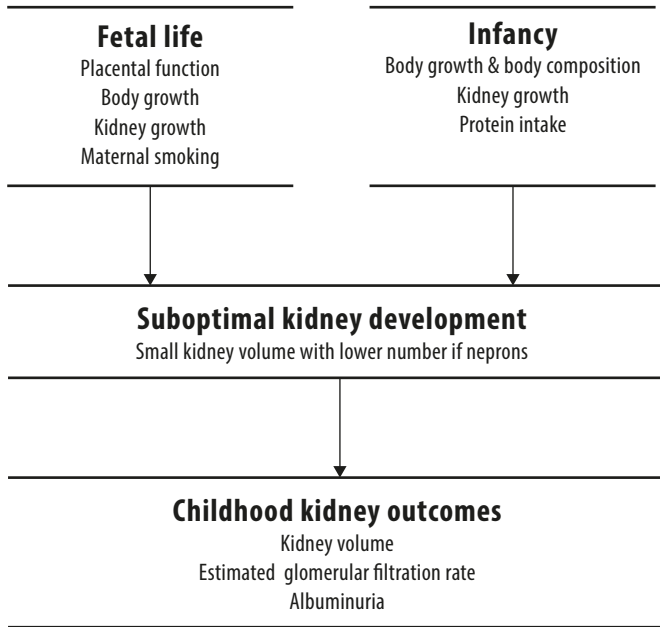 Fetal life
Placental function
Body growth
Kidney growth
Maternal smoking
Infancy
Body growth & body composition
Kidney growth
Protein intake
Suboptimal kidney development
Small kidney volume with lower number if neprons
Childhood kidney outcomes
Kidney volume
Estimated glomerular filtration rate
Albuminuria